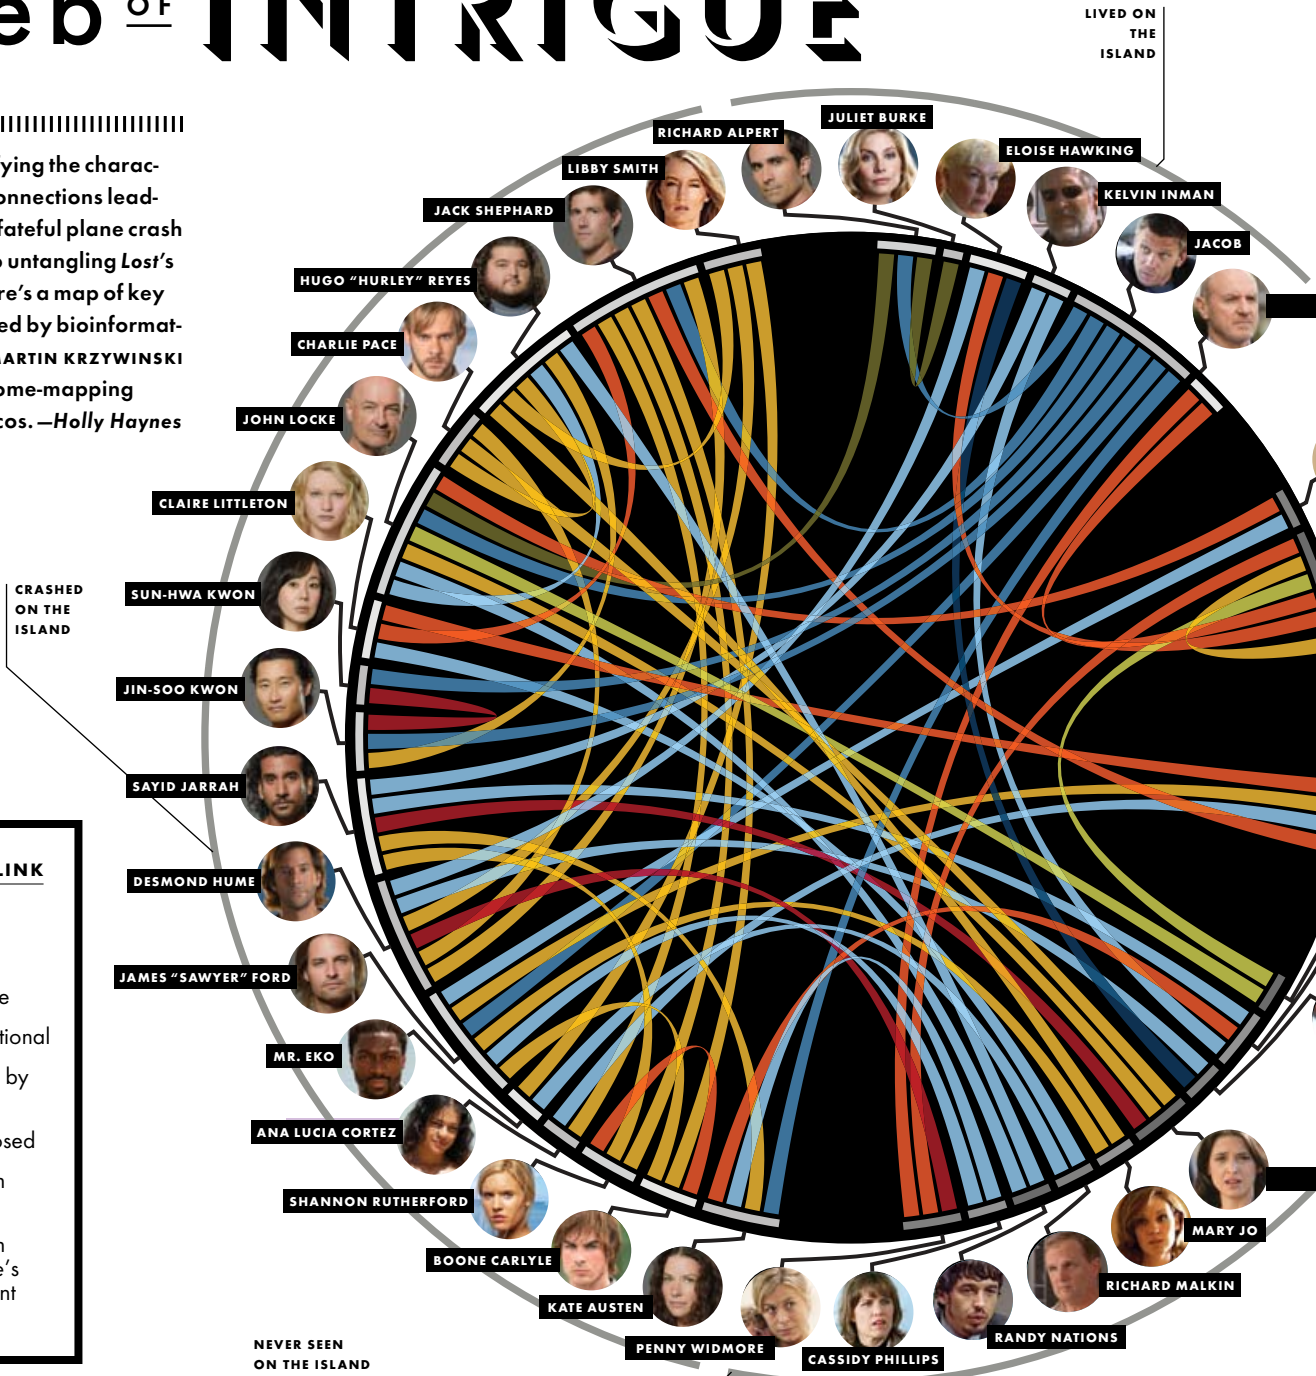 eb OF INTRIGUE
LIVED ON
THE
ISLAND
ying the charac-
onnections lead-
fateful plane crash
untangling Lost's
re's a map of key
ed by bioinformat-
MARTIN KRZYWINSKI
ome-mapping
cos. —Holly Haynes
JULIET BURKE
RICHARD ALPERT
ELOISE HAWKING
LIBBY SMITH
KELVIN INMAN
JACK SHEPHARD
JACOB
HUGO “HURLEY” REYES
CHARLIE PACE
JOHN LOCKE
CLAIRE LITTLETON
CRASHED
ON THE
ISLAND
SUN-HWA KWON
JIN-SOO KWON
SAYID JARRAH
LINK
DESMOND HUME
JAMES “SAWYER” FORD
e
tional
by
MR. EKO
ANA LUCIA CORTEZ
osed
n
SHANNON RUTHERFORD
MARY JO
BOONE CARLYLE
n
e's
nt
RICHARD MALKIN
KATE AUSTEN
RANDY NATIONS
PENNY WIDMORE
CASSIDY PHILLIPS
NEVER SEEN
ON THE ISLAND